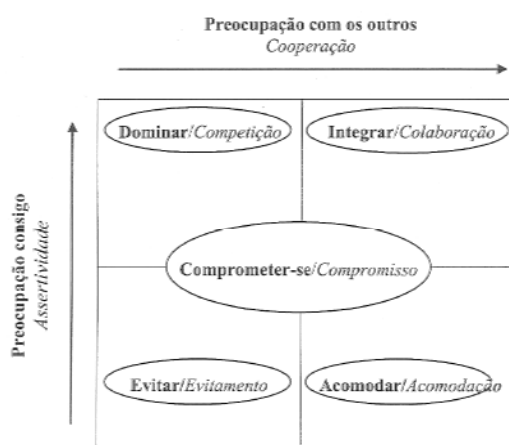 Preocupação com os outros
Cooperação
Preocupação consigo
Assertividade
Dominar/Competição
Integrar/Colaboração
Comprometer-se/Compromisso
Evitar/Evitamento
Acomodar/Acomodação